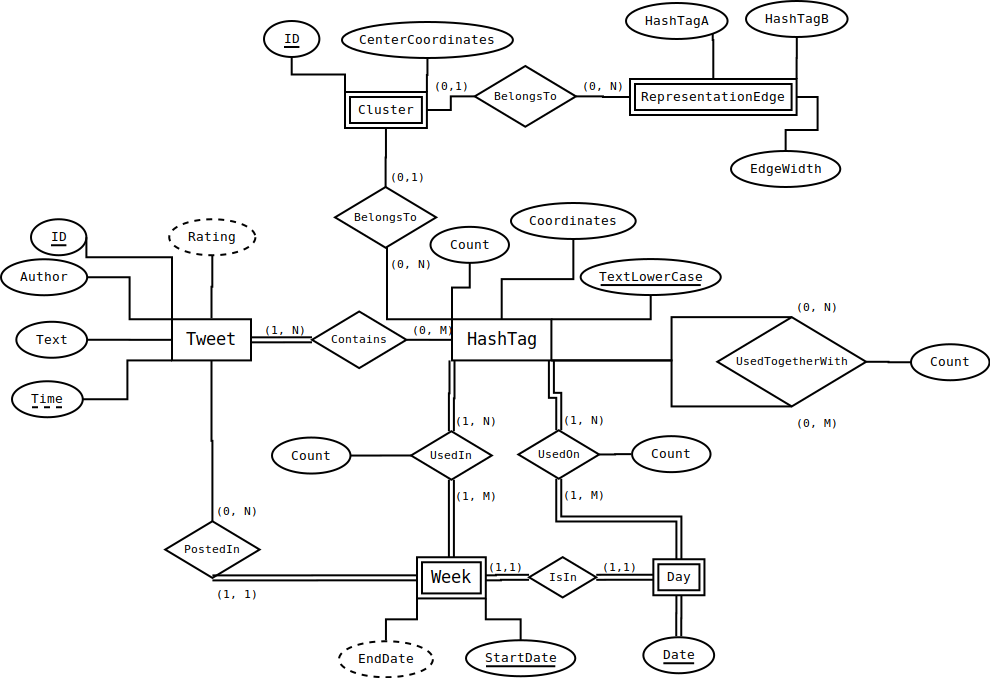 HashTagA
HashTagB
ID
CenterCoordinates
(0,1)
BelongsTo
(0, N)
RepresentationEdge
Cluster
EdgeWidth
(0,1)
BelongsTo
Coordinates
ID
Rating
Count
(0, N)
Author
TextLowerCase
(0, N)
Text
Tweet
(1, N)
Contains
(0, M)
HashTag
UsedTogetherWith
Count
Time
(1, N)
(1, N)
(0, M)
Count
UsedIn
UsedOn
Count
(1, M)
(1, M)
(0, N)
PostedIn
(1,1)
(1,1)
Week
IsIn
Day
(1, 1)
EndDate
StartDate
Date